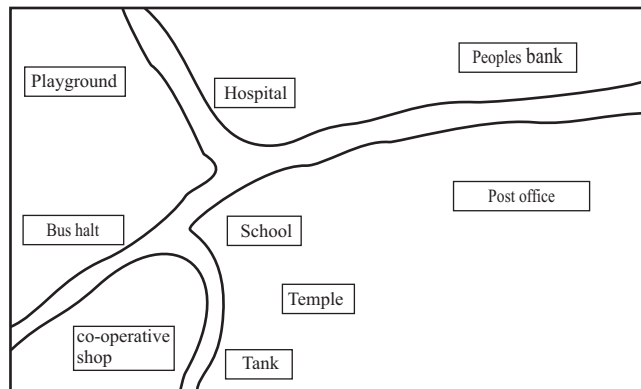 Peoples bank
Playground
Hospital
Post office
Bus halt
School
Temple
co-operative
shop
Tank